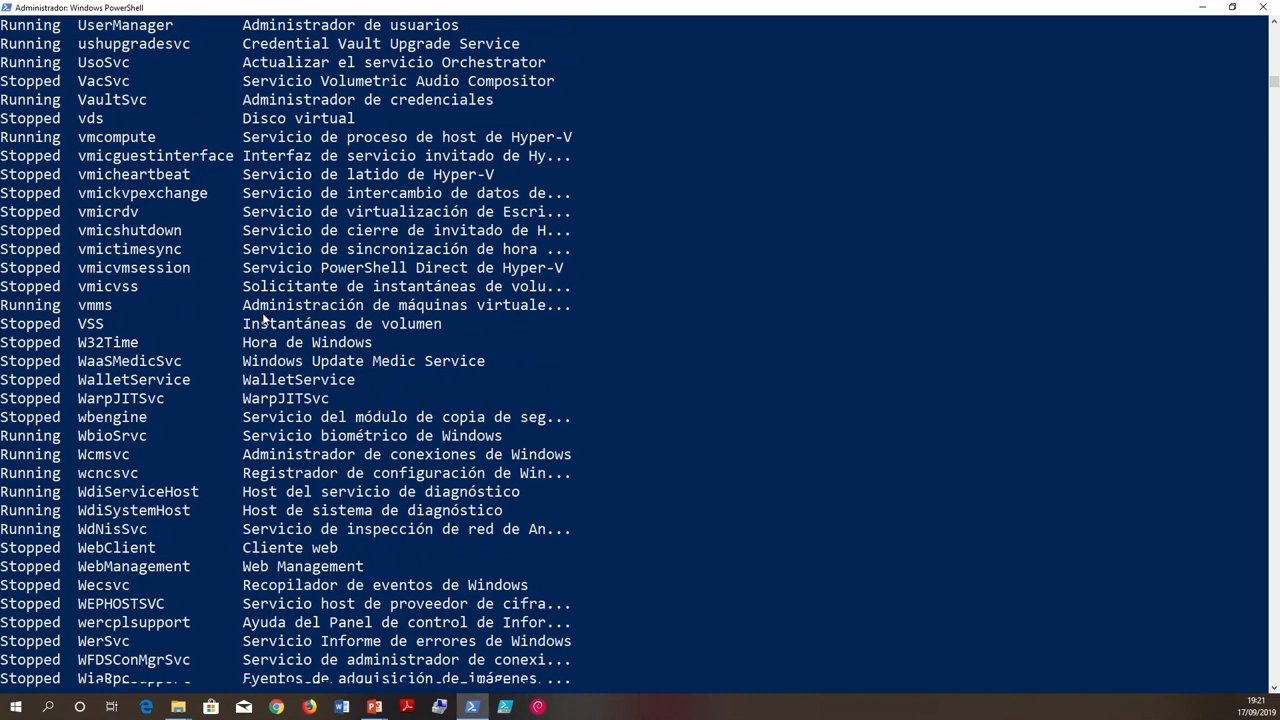 Administrador: Windows PowerShell
Running UserManager Administrador de usuarios
Running ushupgradesvc Credential Vault Upgrade Service
Running UsoSvc Actualizar el servicio Orchestrator
Stopped VacSvc Servicio Volumetric Audio Compositor
Running VaultSvc Administrador de credenciales
Stopped vds Disco virtual
Running vmcompute Servicio de proceso de host de Hyper-V
Stopped vmicguestinterface Interfaz de servicio invitado de Hy...
Stopped vmicheartbeat Servicio de latido de Hyper-V
Stopped vmickvpexchange Servicio de intercambio de datos de...
Stopped vmicrdv Servicio de virtualización de Escri...
Stopped vmicshutdown Servicio de cierre de invitado de H...
Stopped vmictimesync Servicio de sincronización de hora ...
Stopped vmicvmsession Servicio PowerShell Direct de Hyper-V
Stopped vmicvss Solicitante de instantáneas de volu...
Running vmms Administración de máquinas virtuale...
Stopped VSS Instantáneas de volumen
Stopped W32Time Hora de Windows
Stopped WaaSMedicSvc Windows Update Medic Service
Stopped WalletService WalletService
Stopped WarpJITSvc WarpJITSvc
Stopped wbengine Servicio del módulo de copia de seg...
Running WbioSrvc Servicio biométrico de Windows
Running Wcmsvc Administrador de conexiones de Windows
Running wcncsvc Registrador de configuración de Win...
Running WdiServiceHost Host del servicio de diagnóstico
Running WdiSystemHost Host de sistema de diagnóstico
Running WdNisSvc Servicio de inspección de red de An...
Stopped WebClient Cliente web
Stopped WebManagement Web Management
Stopped Wecsvc Recopilador de eventos de Windows
Stopped WEPHOSTSVC Servicio host de proveedor de cifra...
Stopped wercplsupport Ayuda del Panel de control de Infor...
Stopped WerSvc Servicio Informe de errores de Windows
Stopped WFDSConMgrSvc Servicio de administrador de conexi...
Stopped WiaRpc Eventos de adquisición de imágenes ...
19:21
17/09/2019